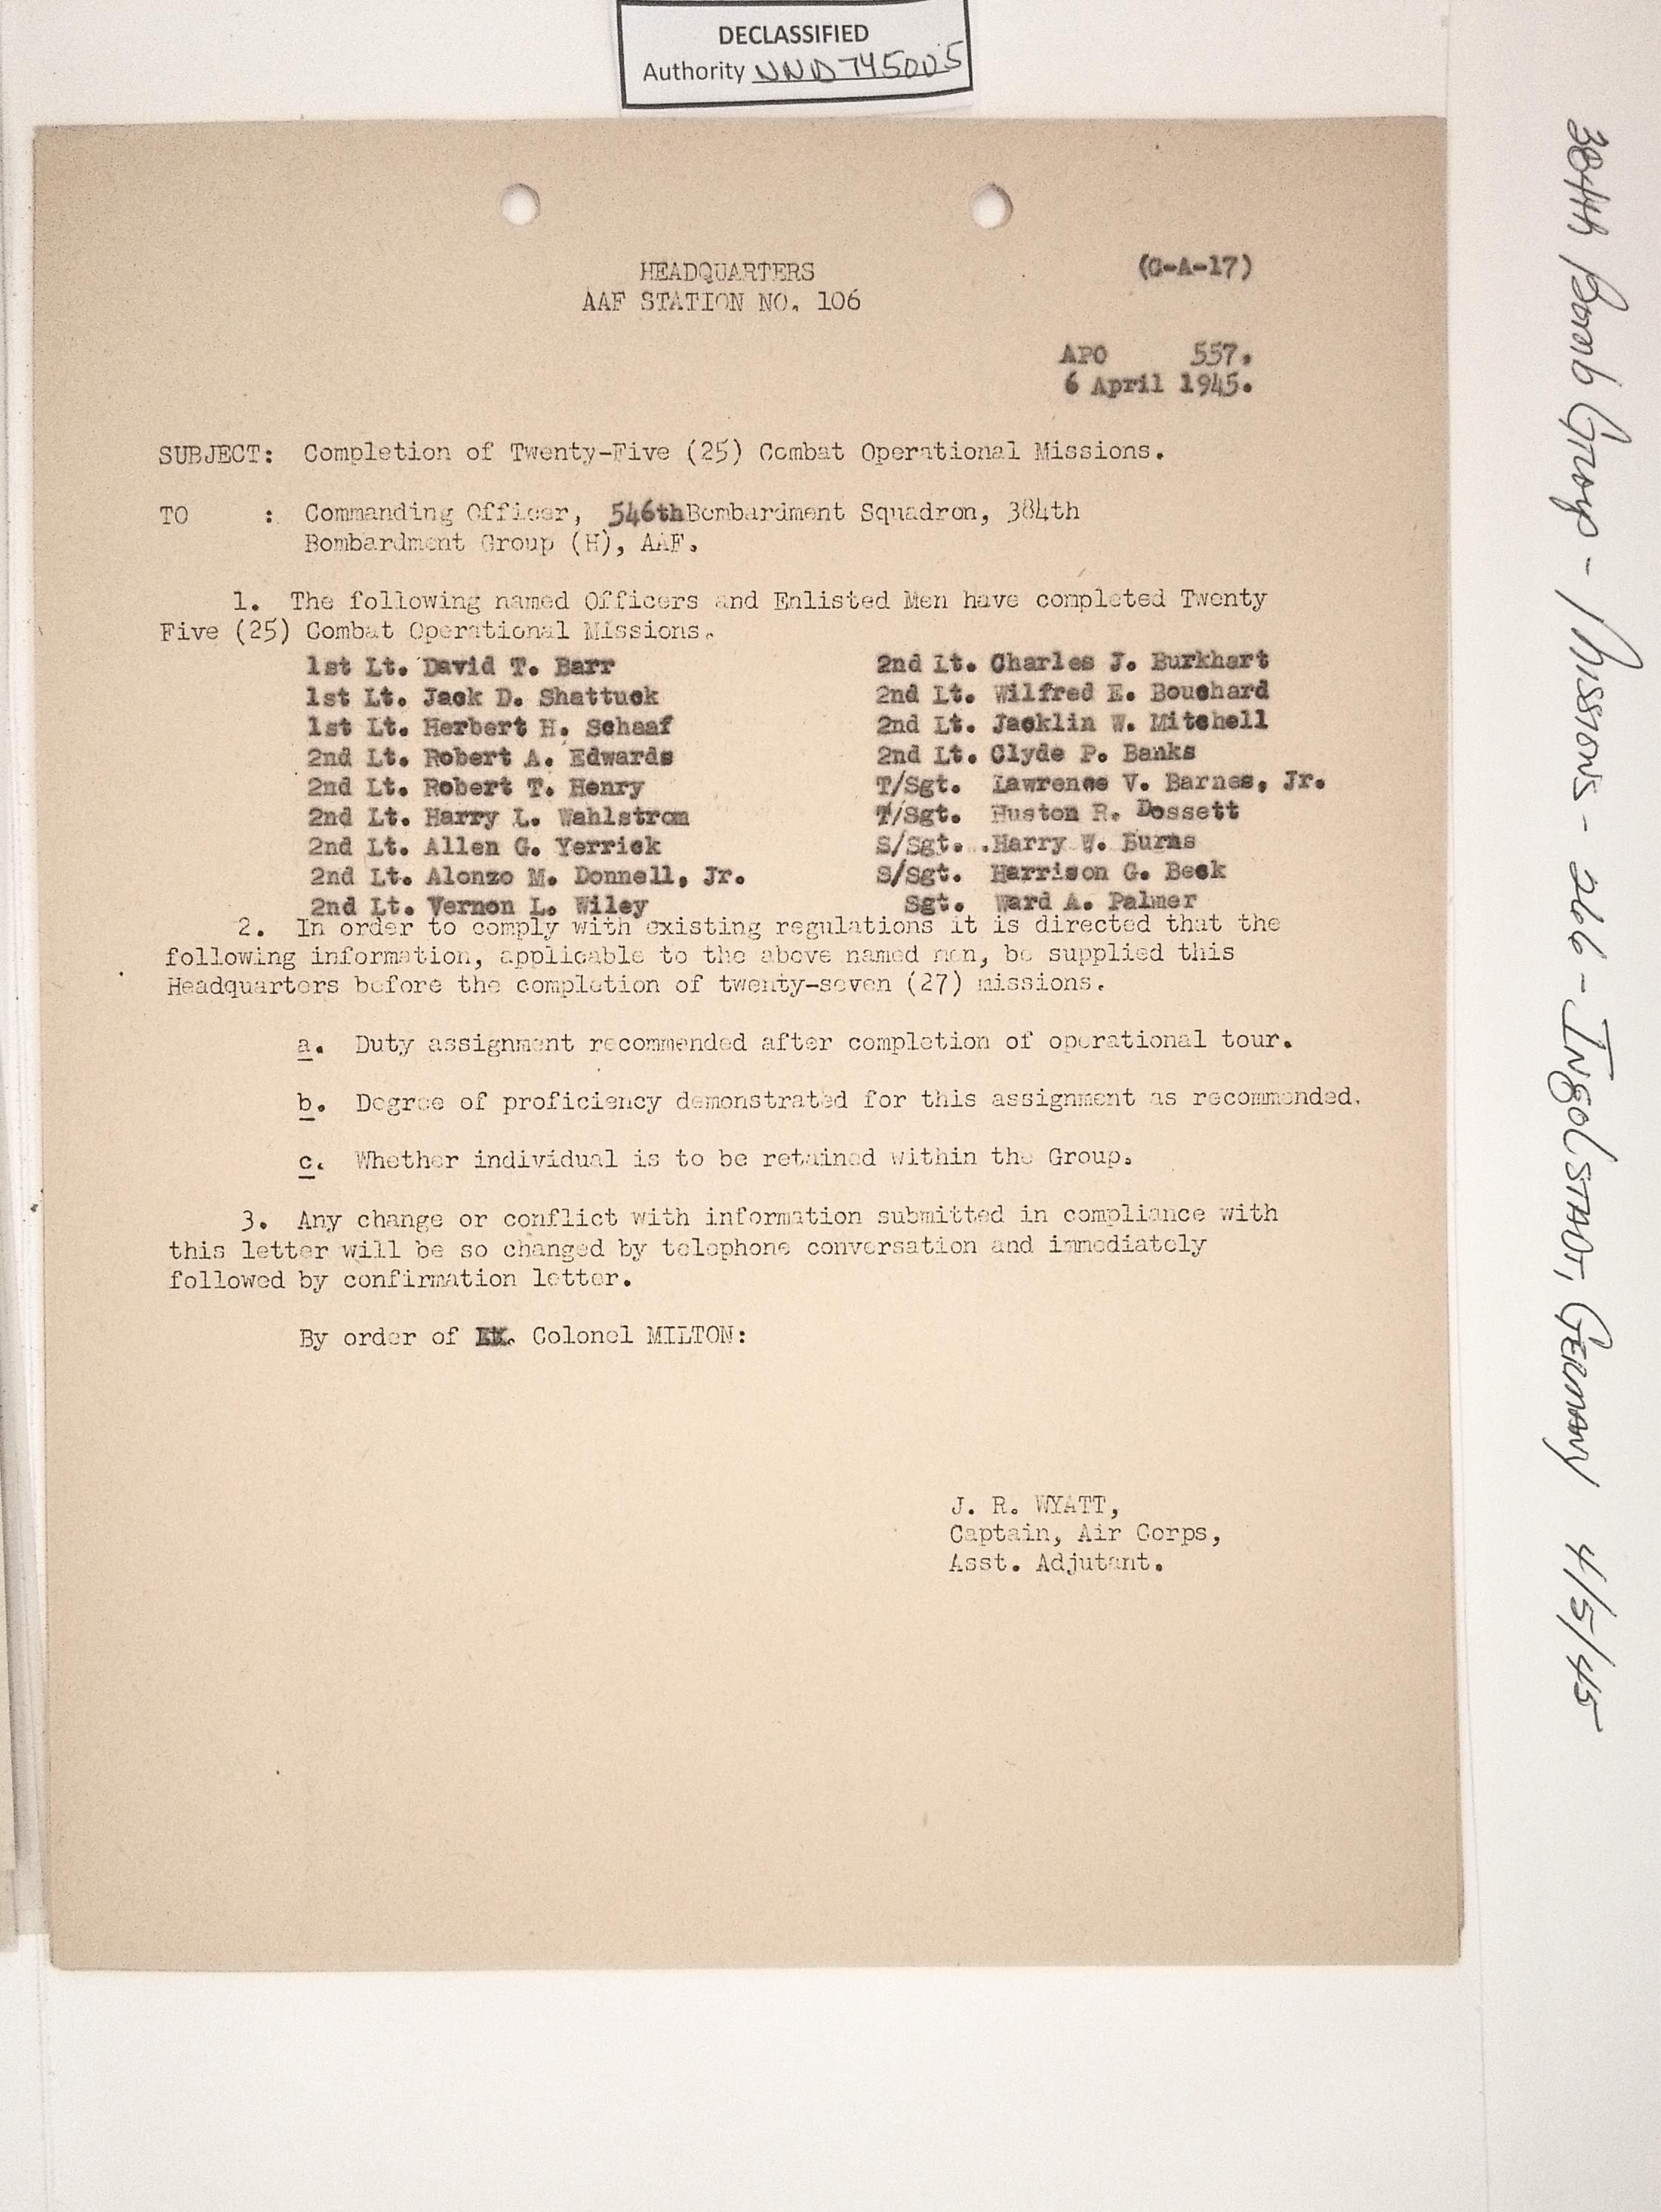 DECLASSIFIED
Authority NND 745005
HEADQUARTERS
AAF STATION NO. 106
(G-A-17)
APO 557.
6 April 1945.
SUBJECT: Completion of Twenty-Five (25) Combat Operational Missions.
TO : Commanding Officer, 546th Bombardment Squadron, 384th
Bombardment Group (H), AAF.
1. The following named Officers and Enlisted Men have completed Twenty
Five (25) Combat Operational Missions.
1st Lt. David T. Barr
1st Lt. Jack D. Shattuck
1st Lt. Herbert H. Schaaf
2nd Lt. Robert A. Edwards
2nd Lt. Robert T. Henry
2nd Lt. Harry L. Wahlstrom
2nd Lt. Allen G. Yerrick
2nd Lt. Alonzo M. Donnell, Jr.
2nd Lt. Vernon L. Wiley
2nd Lt. Charles J. Burkhart
2nd Lt. Wilfred E. Bouchard
2nd Lt. Jacklin W. Mitchell
2nd Lt. Clyde P. Banks
T/Sgt. Lawrence V. Barnes, Jr.
T/Sgt. Huston R. Dossett
S/Sgt. Harry W. Burns
S/Sgt. Harrison G. Beck
Sgt. Ward A. Palmer
2. In order to comply with existing regulations it is directed that the
following information, applicable to the above named men, be supplied this
Headquarters before the completion of twenty-seven (27) missions.
a. Duty assignment recommended after completion of operational tour.
b. Degree of proficiency demonstrated for this assignment as recommended.
c. Whether individual is to be retained within the Group.
3. Any change or conflict with information submitted in compliance with
this letter will be so changed by telephone conversation and immediately
followed by confirmation letter.
By order of Colonel MILTON:
J. R. WYATT,
Captain, Air Corps,
Asst. Adjutant.
384th Bomb Group - Missions - 266 - Ingolstadt, Germany 4/5/45